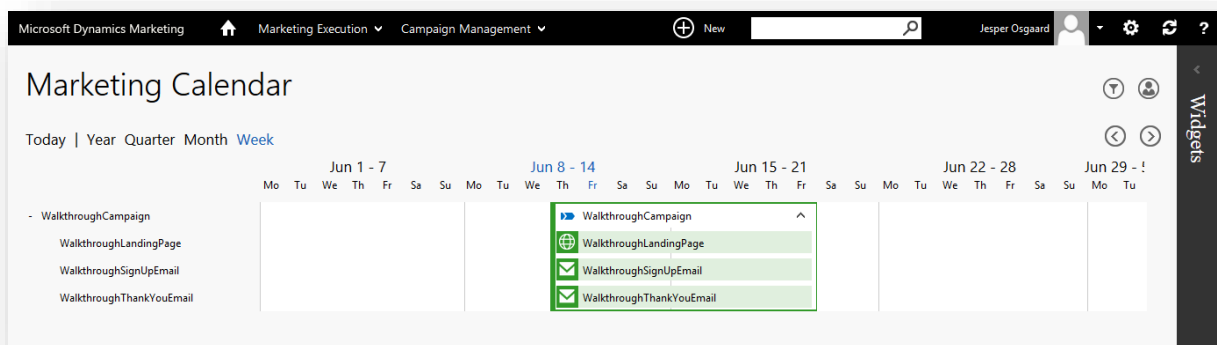 Microsoft Dynamics Marketing Marketing Execution Campaign Management New Jesper Osgaard ?
Marketing Calendar
Widgets
Today | Year Quarter Month Week
Jun 1 - 7 Jun 8 - 14 Jun 15 - 21 Jun 22 - 28 Jun 29 -
Mo Tu We Th Fr Sa Su Mo Tu We Th Fr Sa Su Mo Tu We Th Fr Sa Su Mo Tu We Th Fr Sa Su Mo Tu
- WalkthroughCampaign WalkthroughCampaign
WalkthroughLandingPage WalkthroughLandingPage
WalkthroughSignUpEmail WalkthroughSignUpEmail
WalkthroughThankYouEmail WalkthroughThankYouEmail